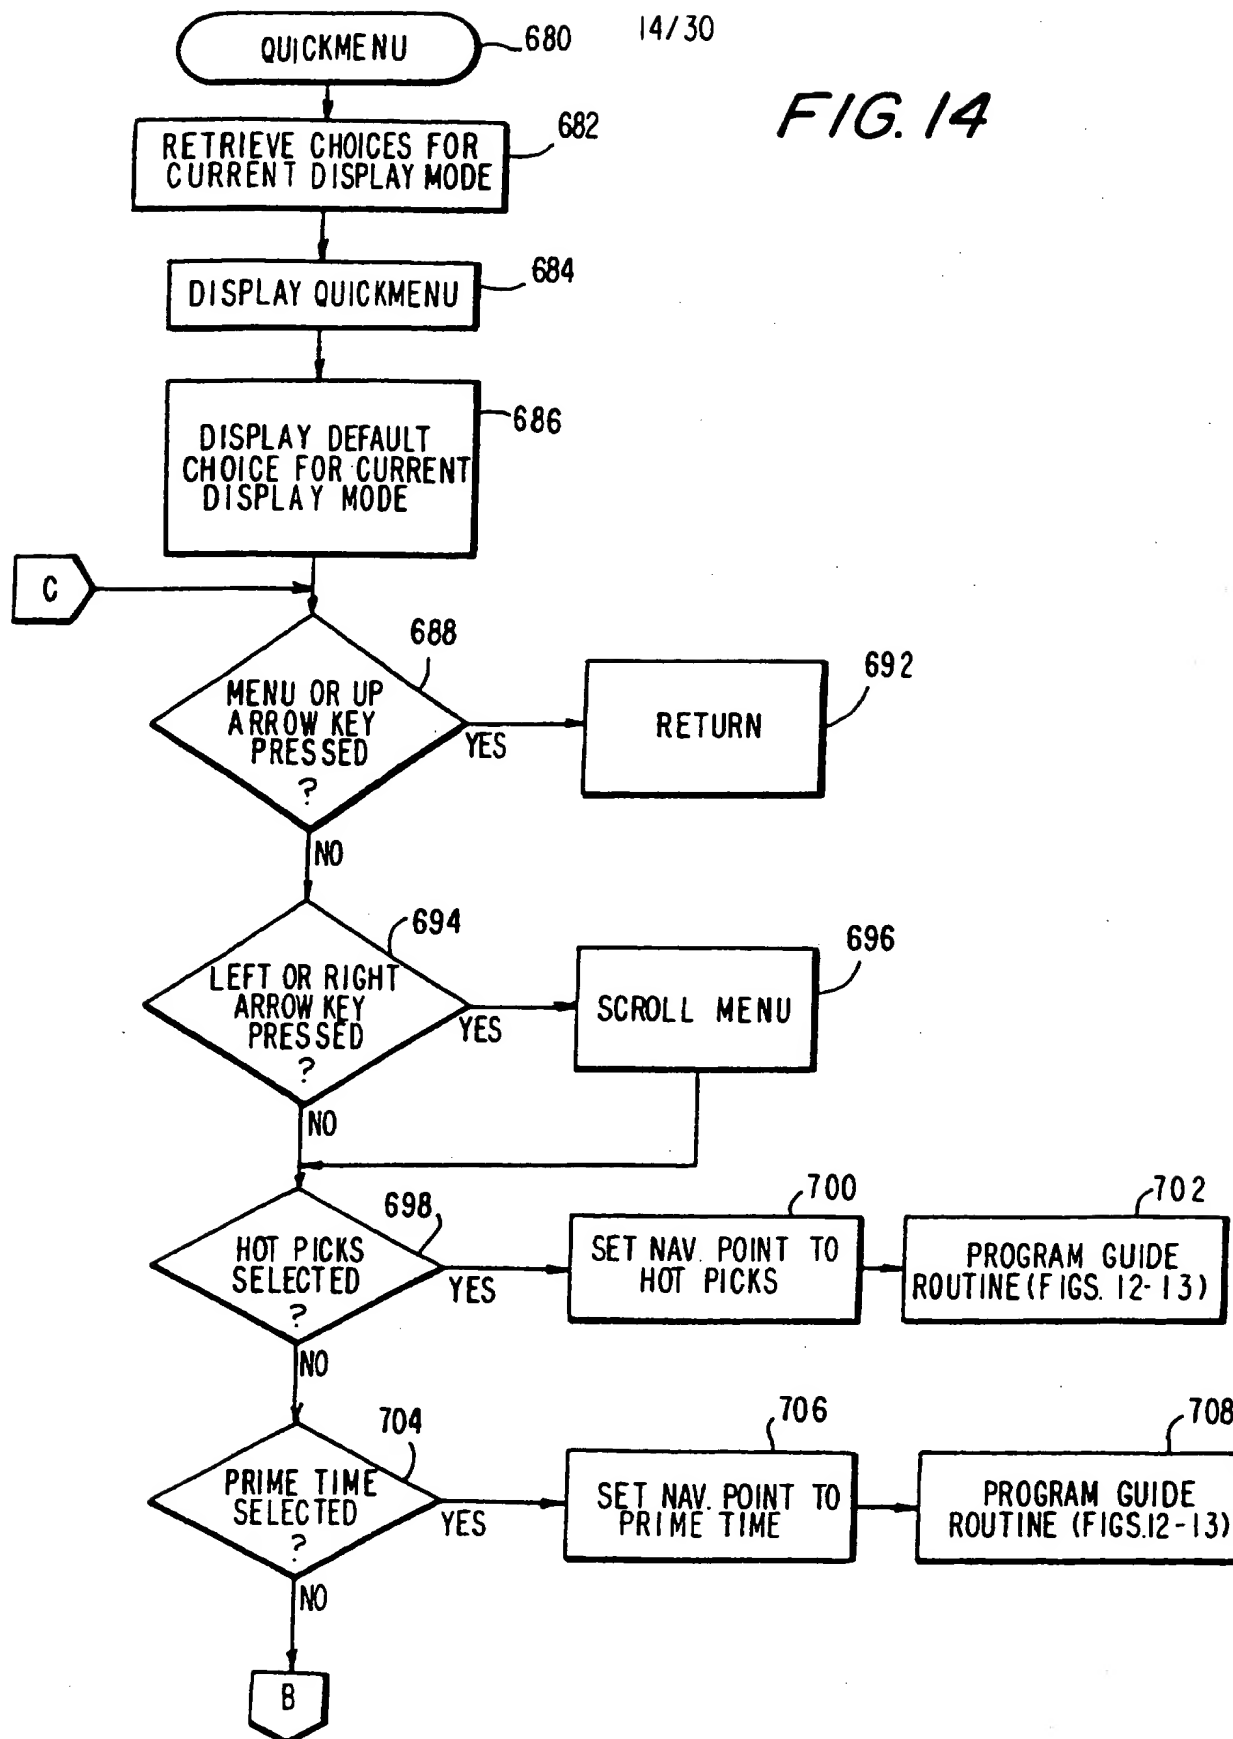 14/30
FIG. 14
QUICKMENU
680
RETRIEVE CHOICES FOR
CURRENT DISPLAY MODE
682
DISPLAY QUICKMENU
684
DISPLAY DEFAULT
CHOICE FOR CURRENT
DISPLAY MODE
686
C
MENU OR UP
ARROW KEY
PRESSED
?
688
YES
RETURN
692
NO
LEFT OR RIGHT
ARROW KEY
PRESSED
?
694
YES
SCROLL MENU
696
NO
HOT PICKS
SELECTED
?
698
YES
SET NAV. POINT TO
HOT PICKS
700
PROGRAM GUIDE
ROUTINE (FIGS. 12-13)
702
NO
PRIME TIME
SELECTED
?
704
YES
SET NAV. POINT TO
PRIME TIME
706
PROGRAM GUIDE
ROUTINE (FIGS.12-13)
708
NO
B